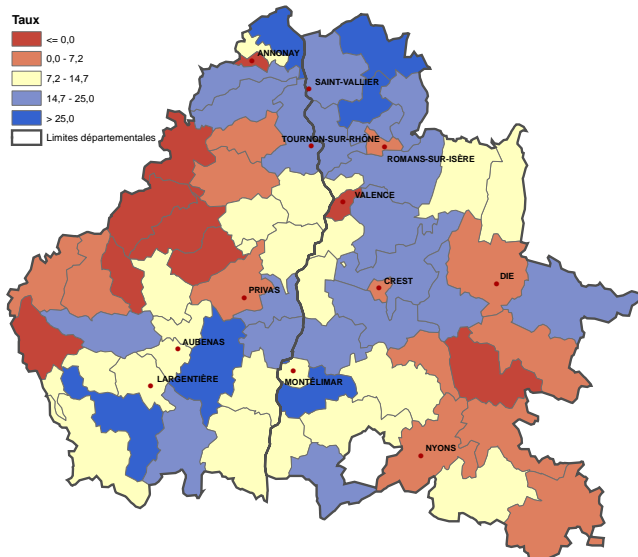 Taux
<= 0,0
0,0 - 7,2
7,2 - 14,7
14,7 - 25,0
> 25,0
Limites départementales
ANNONAY
SAINT-VALLIER
TOURNON-SUR-RHÔNE
ROMANS-SUR-ISÈRE
VALENCE
PRIVAS
CREST
DIE
AUBENAS
LARGENTIÈRE
MONTÉLIMAR
NYONS